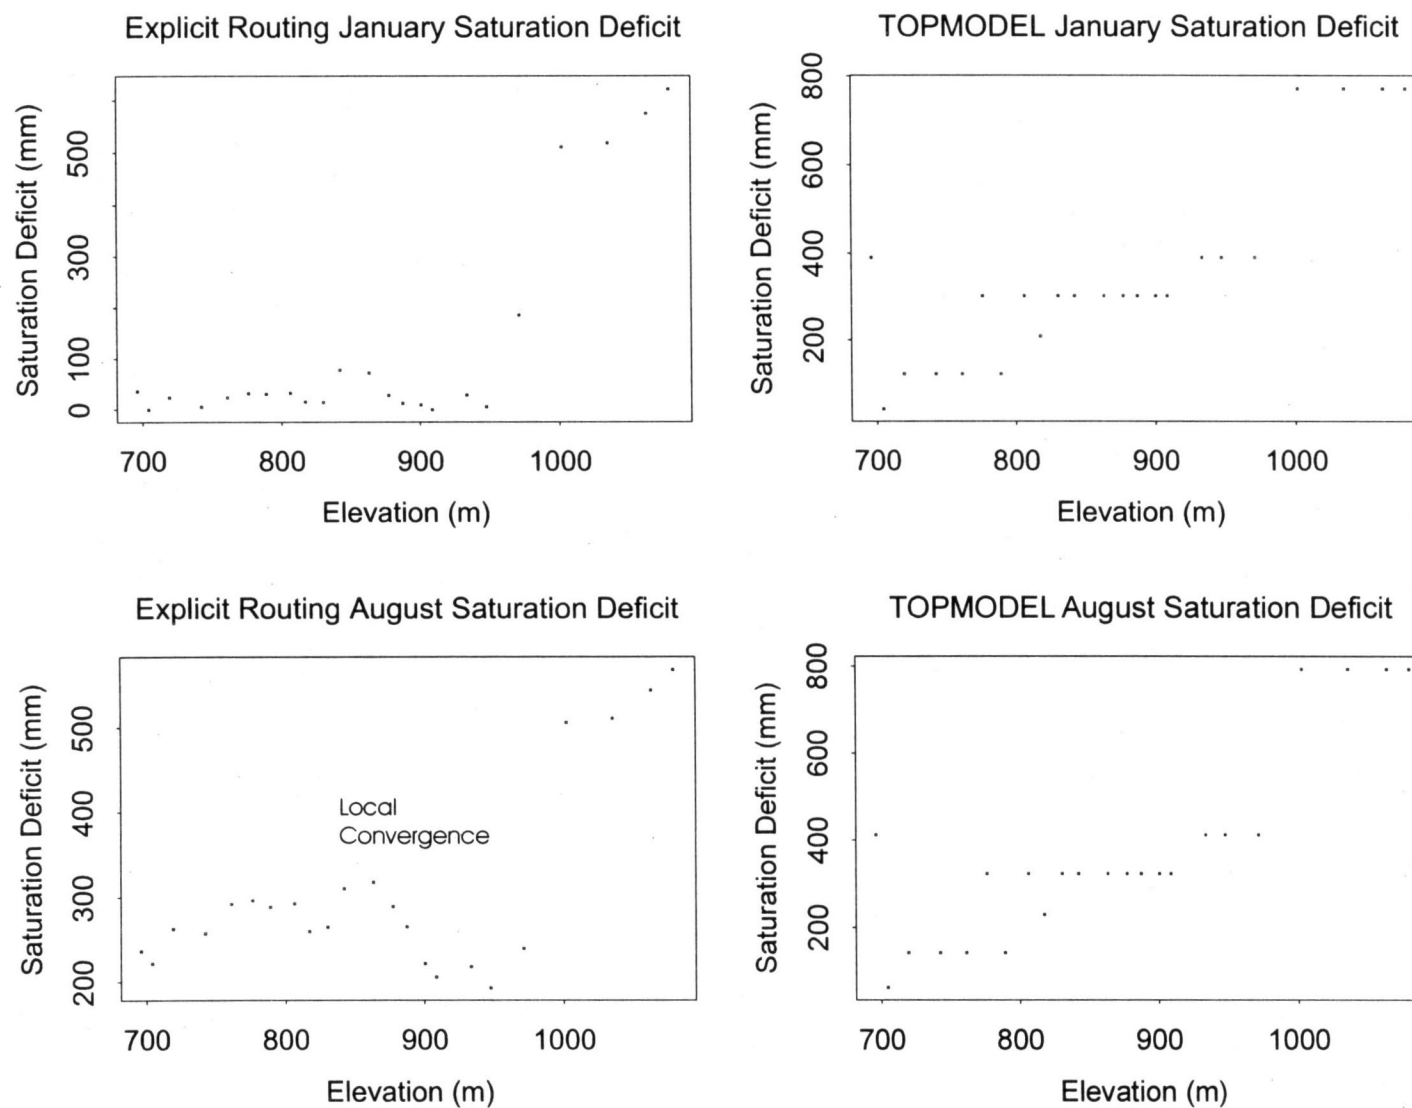 Explicit Routing January Saturation Deficit
Saturation Deficit (mm)
500
300
100
0
700 800 900 1000
Elevation (m)
TOPMODEL January Saturation Deficit
Saturation Deficit (mm)
800
600
400
200
700 800 900 1000
Elevation (m)
Explicit Routing August Saturation Deficit
Saturation Deficit (mm)
500
400
300
200
Local
Convergence
700 800 900 1000
Elevation (m)
TOPMODEL August Saturation Deficit
Saturation Deficit (mm)
800
600
400
200
700 800 900 1000
Elevation (m)